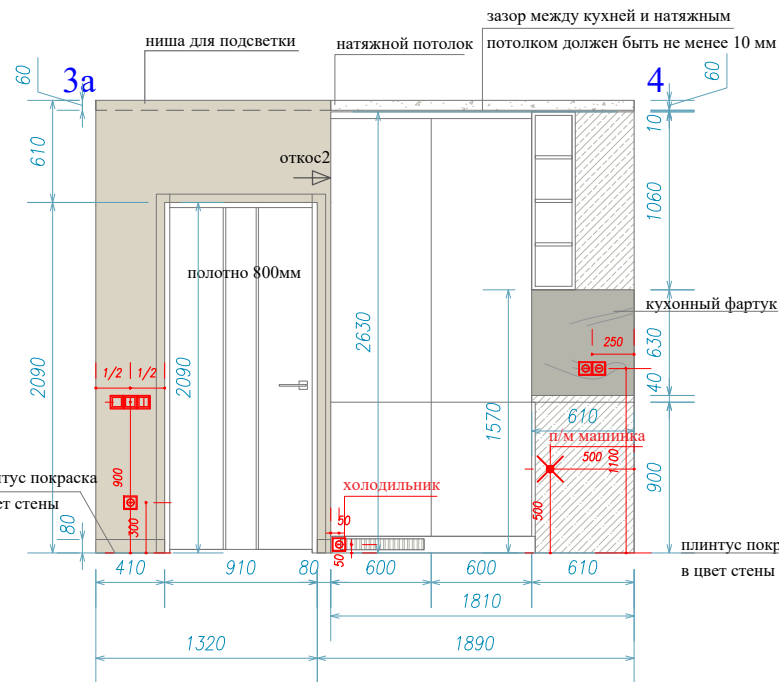 зазор между кухней и натяжным
потолком должен быть не менее 10 мм
ниша для подсветки
натяжной потолок
3а
4
60
60
610
10
откос2
1060
полотно 800мм
кухонный фартук
2630
250
630
2090
2090
1/2
1/2
40
1570
610
п/м машинка
500
1100
900
900
холодильник
500
тус покраска
ет стены
300
80
50
50
плинтус покр
в цвет стены
410
910
80
600
600
610
1810
1320
1890